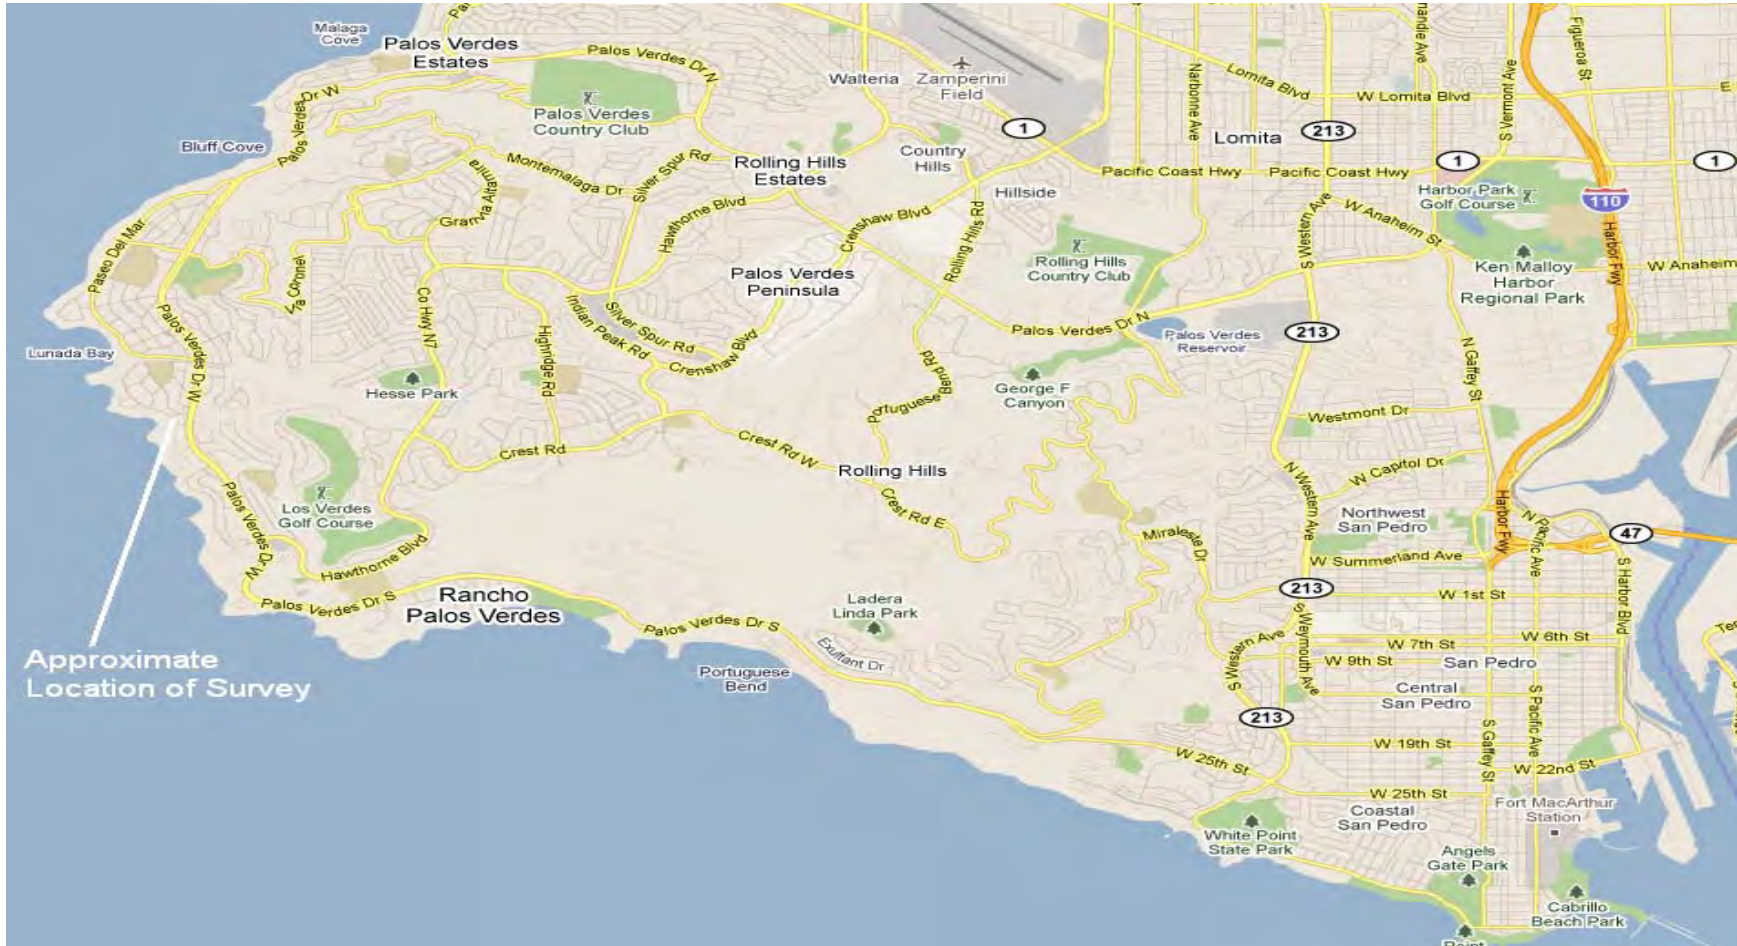 Malaga
Cove
Pa
Palos Verdes
Estates
Palos Verdes Dr N
Walteria
Zamperini
Field
Narbonne Ave
Lomita Blvd
W Lomita Blvd
E
mandie Ave
S Vermont Ave
Figueroa St
Palos Verdes
Country Club
Palos Verdes Dr W
Bluff Cove
1
Lomita
213
1
1
Country
Hills
Rolling Hills
Estates
Montemalaga Dr
Silver Spur Rd
Hawthorne Blvd
Granvia Altamira
Pacific Coast Hwy
Pacific Coast Hwy
Hillside
Harbor Park
Golf Course
110
Harbor Fwy
Paseo Del Mar
Crenshaw Blvd
Rolling Hills Rd
S Western Ave
W Anaheim St
Rolling Hills
Country Club
Ken Malloy
Harbor
Regional Park
W Anaheim
Palos Verdes
Peninsula
Via Coronel
Co Hwy N7
Indian Peak Rd
Silver Spur Rd
Highridge Rd
Crenshaw Blvd
Palos Verdes Dr W
Palos Verdes Dr N
Palos Verdes
Reservoir
213
N Gaffey St
Lunada Bay
Hesse Park
Portuguese Bend Rd
George F
Canyon
Westmont Dr
Crest Rd
Crest Rd W
Rolling Hills
Crest Rd E
N Western Ave
W Capitol Dr
Los Verdes
Golf Course
Palos Verdes Dr W
Hawthorne Blvd
Miraleste Dr
Northwest
San Pedro
Harbor Fwy
N Pacific Ave
47
W Summerland Ave
S Harbor Blvd
Palos Verdes Dr S
Rancho
Palos Verdes
Ladera
Linda Park
213
W 1st St
Palos Verdes Dr S
Exultant Dr
S Western Ave
S Weymouth Ave
W 7th St
W 6th St
W 9th St
San Pedro
Te
Approximate
Location of Survey
Portuguese
Bend
Central
San Pedro
S Pacific Ave
213
S Gaffey St
W 19th St
W 25th St
W 22nd St
W 25th St
Coastal
San Pedro
Fort MacArthur
Station
White Point
State Park
Angels
Gate Park
Cabrillo
Beach Park
Point